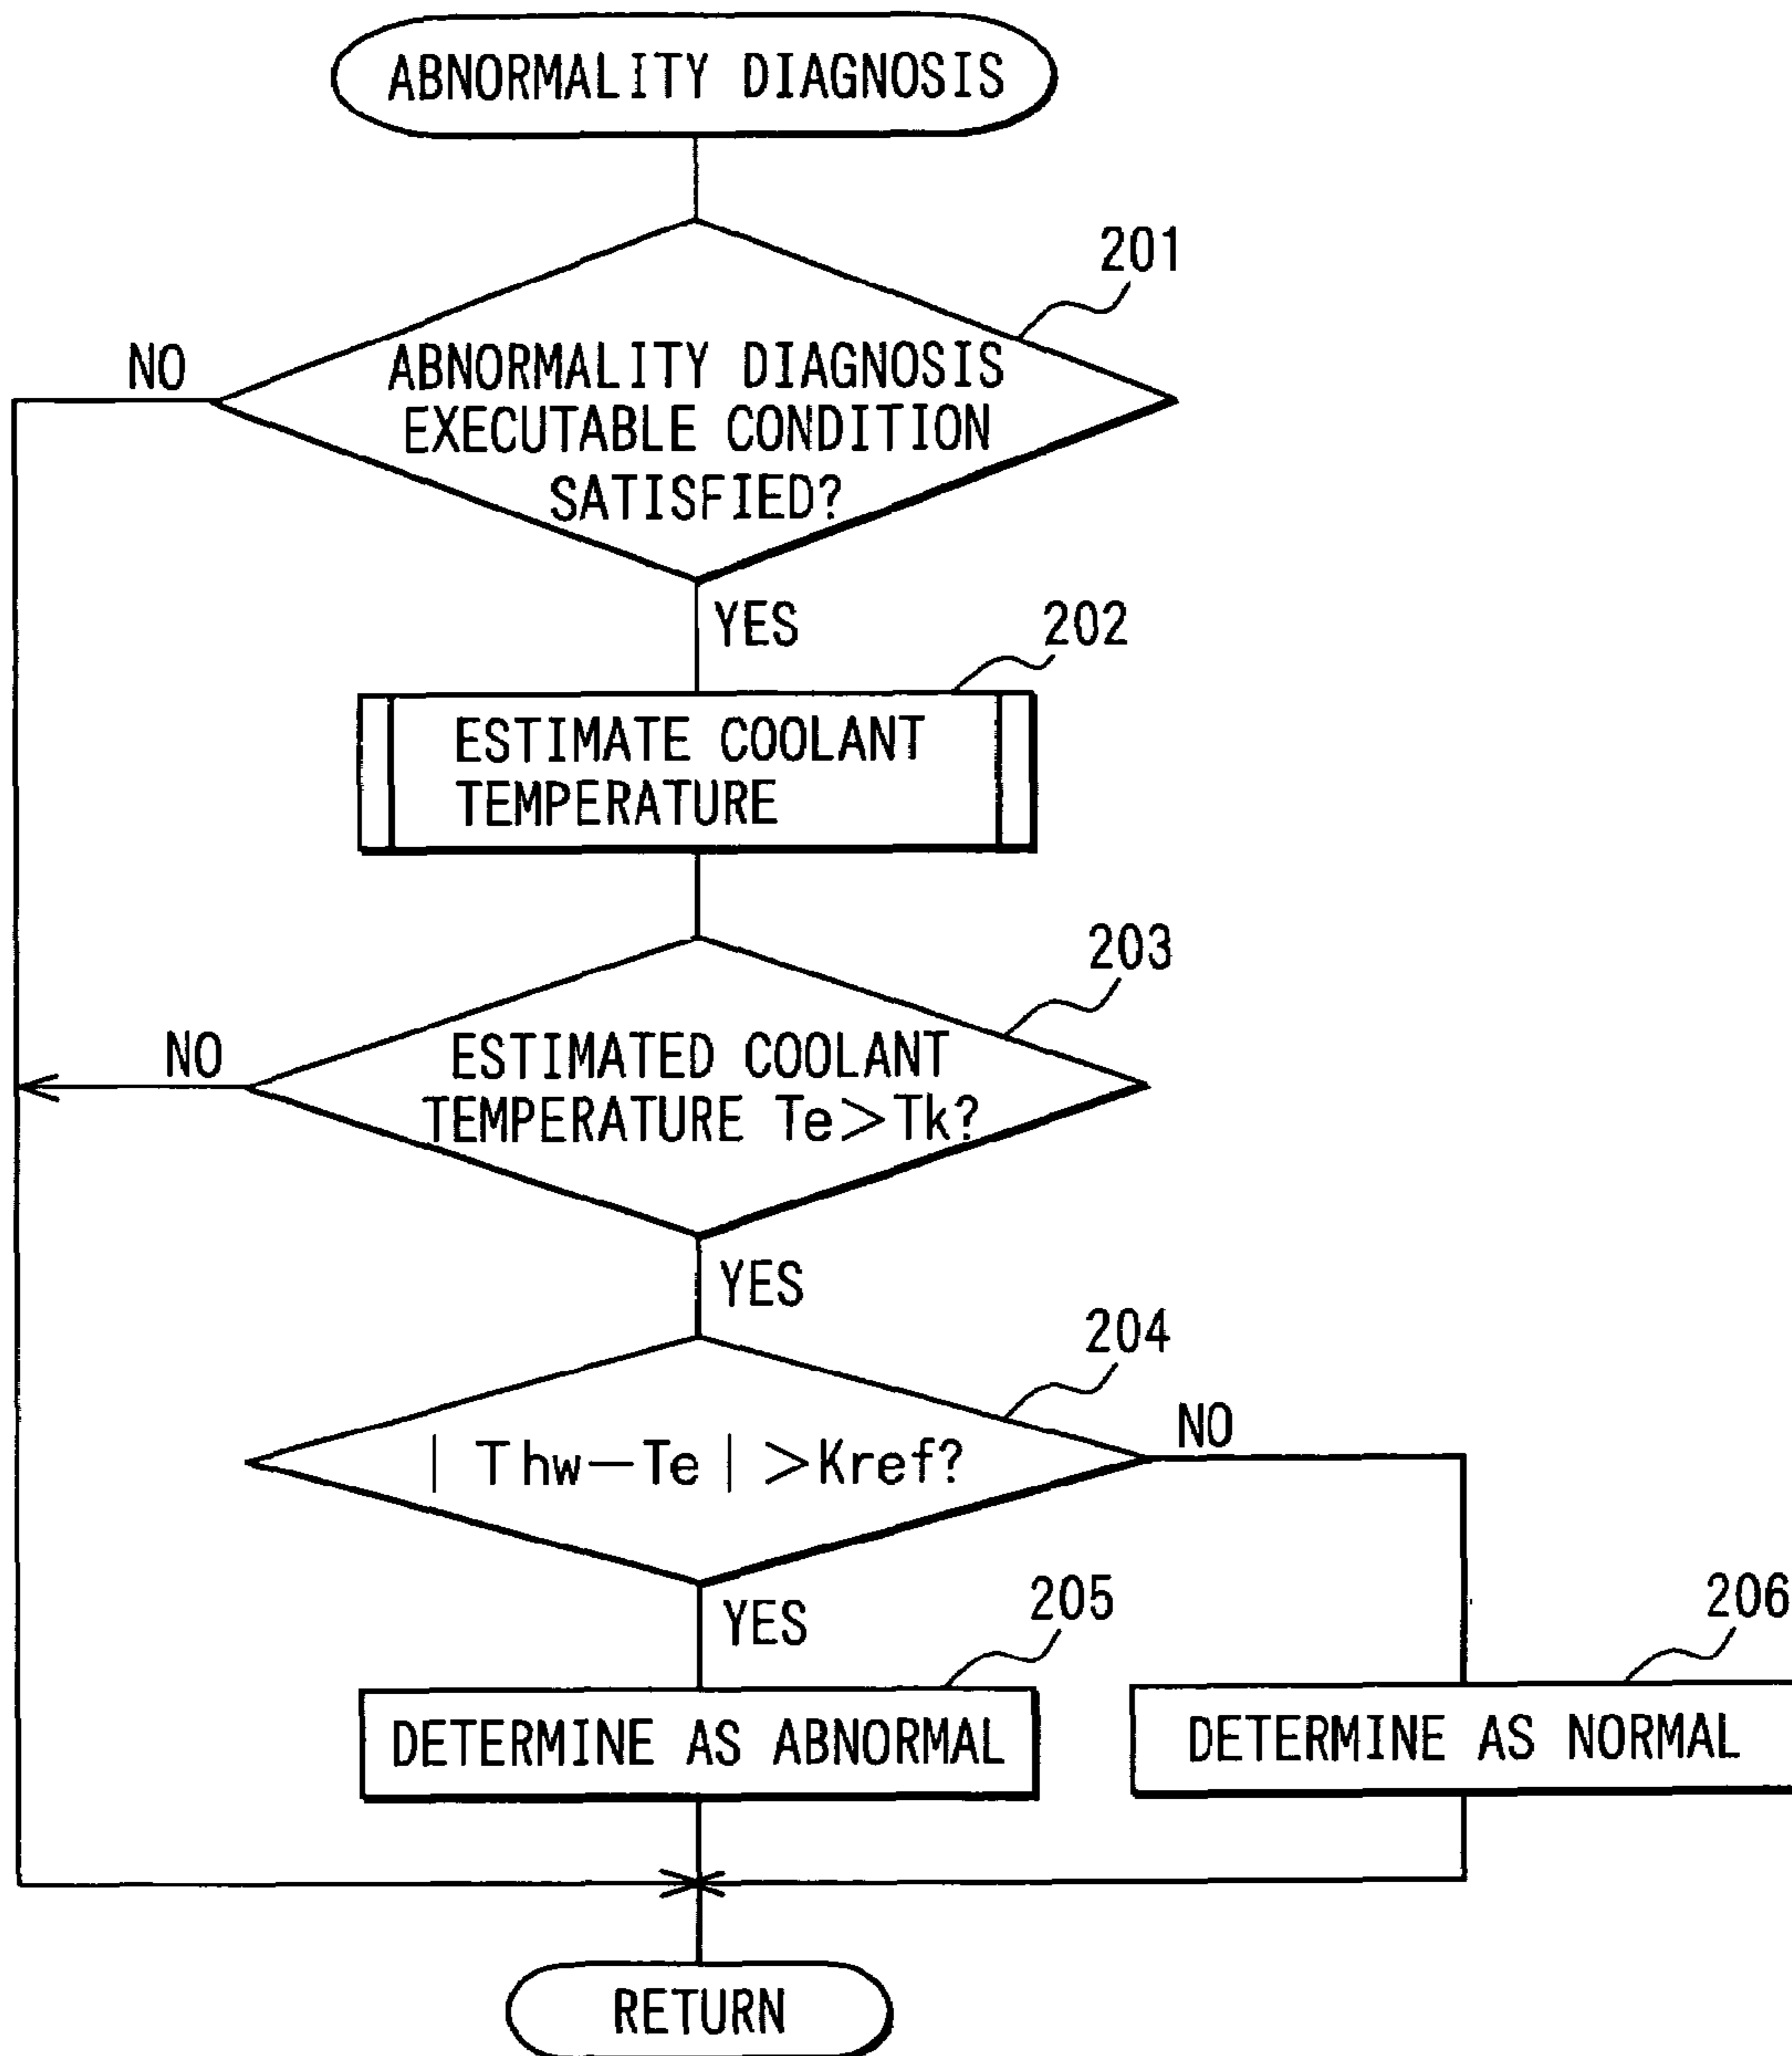 ABNORMALITY DIAGNOSIS
201
NO
ABNORMALITY DIAGNOSIS
EXECUTABLE CONDITION
SATISFIED?
YES
202
ESTIMATE COOLANT
TEMPERATURE
203
NO
ESTIMATED COOLANT
TEMPERATURE Te>Tk?
YES
204
NO
| Thw-Te | >Kref?
YES
205
206
DETERMINE AS ABNORMAL
DETERMINE AS NORMAL
RETURN